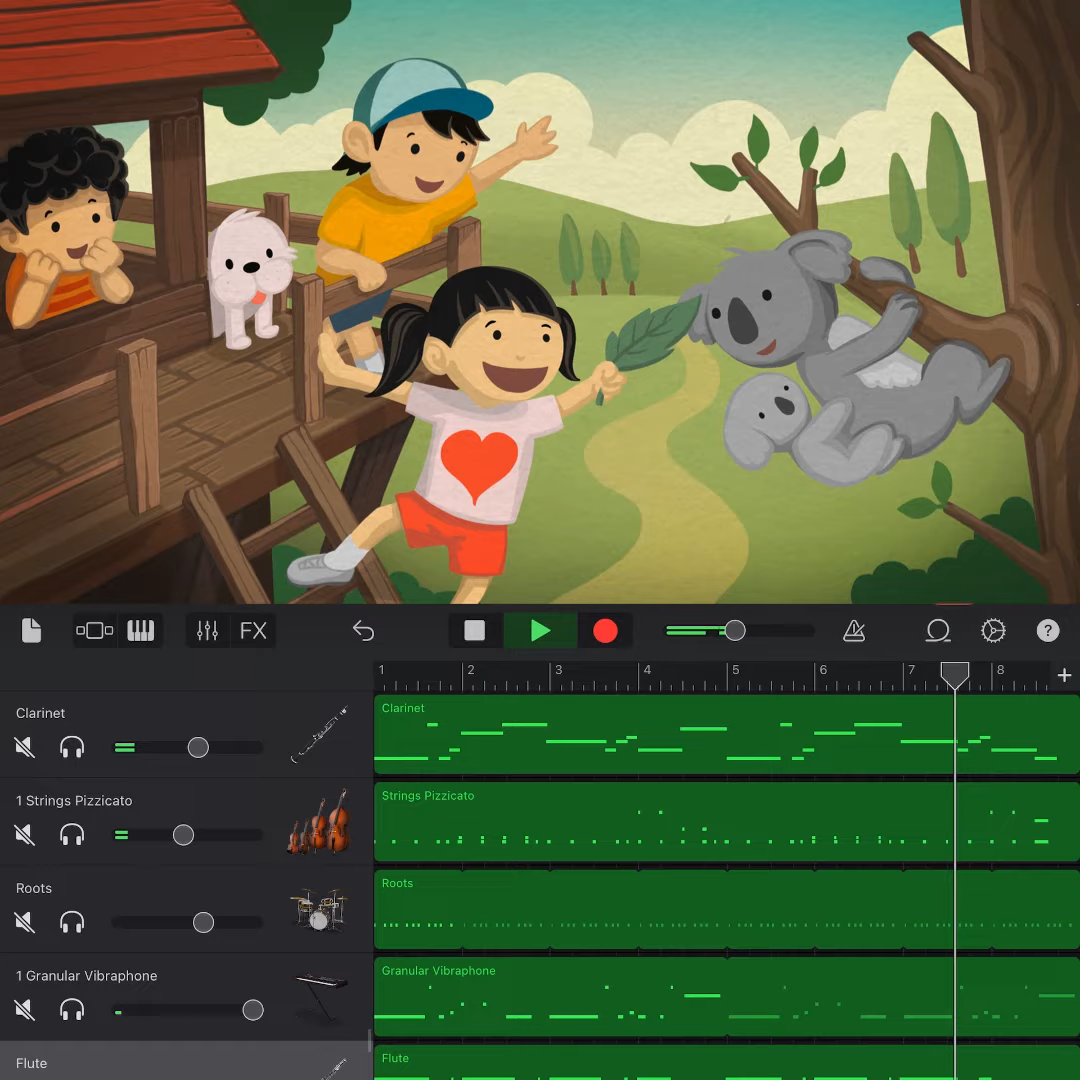 FX
?
1 2 3 4 5 6 7 8 +
Clarinet
Clarinet
1 Strings Pizzicato
Strings Pizzicato
Roots
Roots
1 Granular Vibraphone
Granular Vibraphone
Flute
Flute